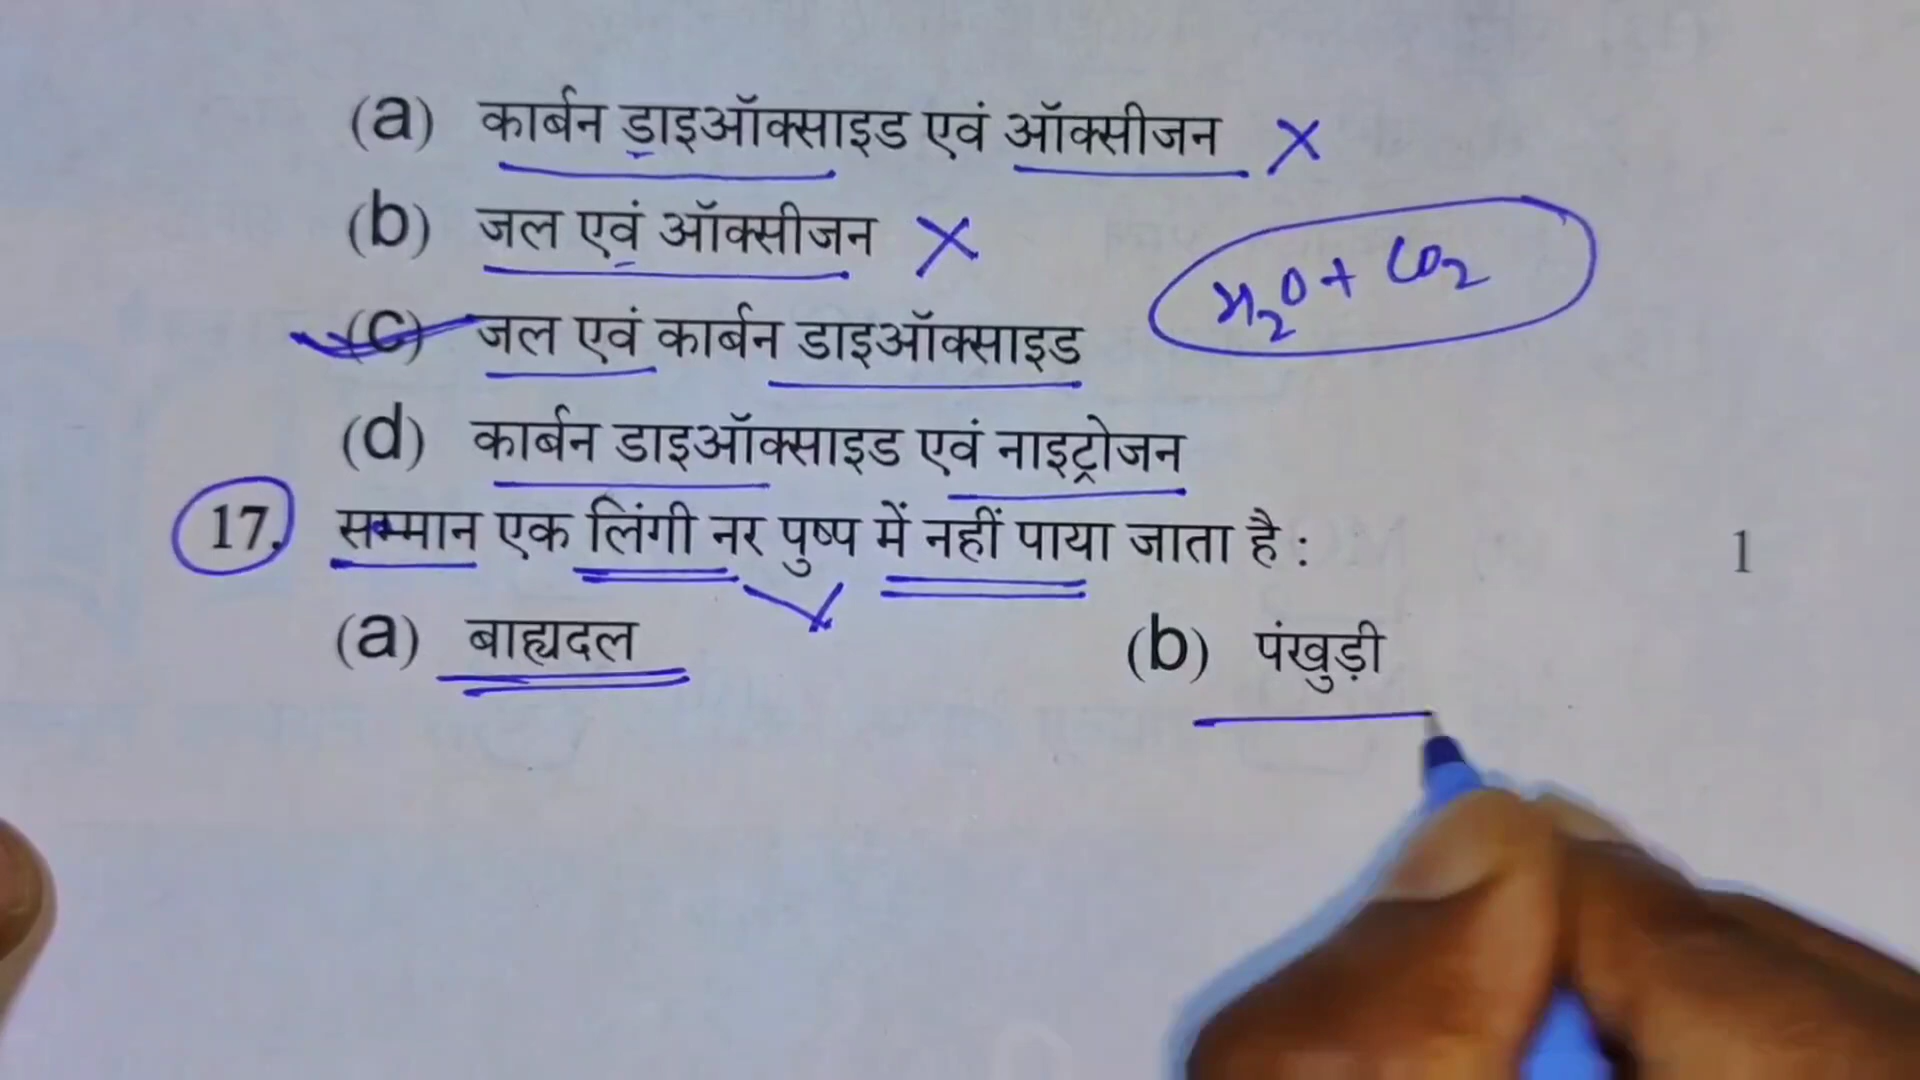 (a) कार्बन डाइऑक्साइड एवं ऑक्सीजन ×
(b) जल एवं ऑक्सीजन ×
(c) जल एवं कार्बन डाइऑक्साइड
H2O + CO2
(d) कार्बन डाइऑक्साइड एवं नाइट्रोजन
17. सम्मान एक लिंगी नर पुष्प में नहीं पाया जाता है : 1
(a) बाह्यदल (b) पंखुड़ी